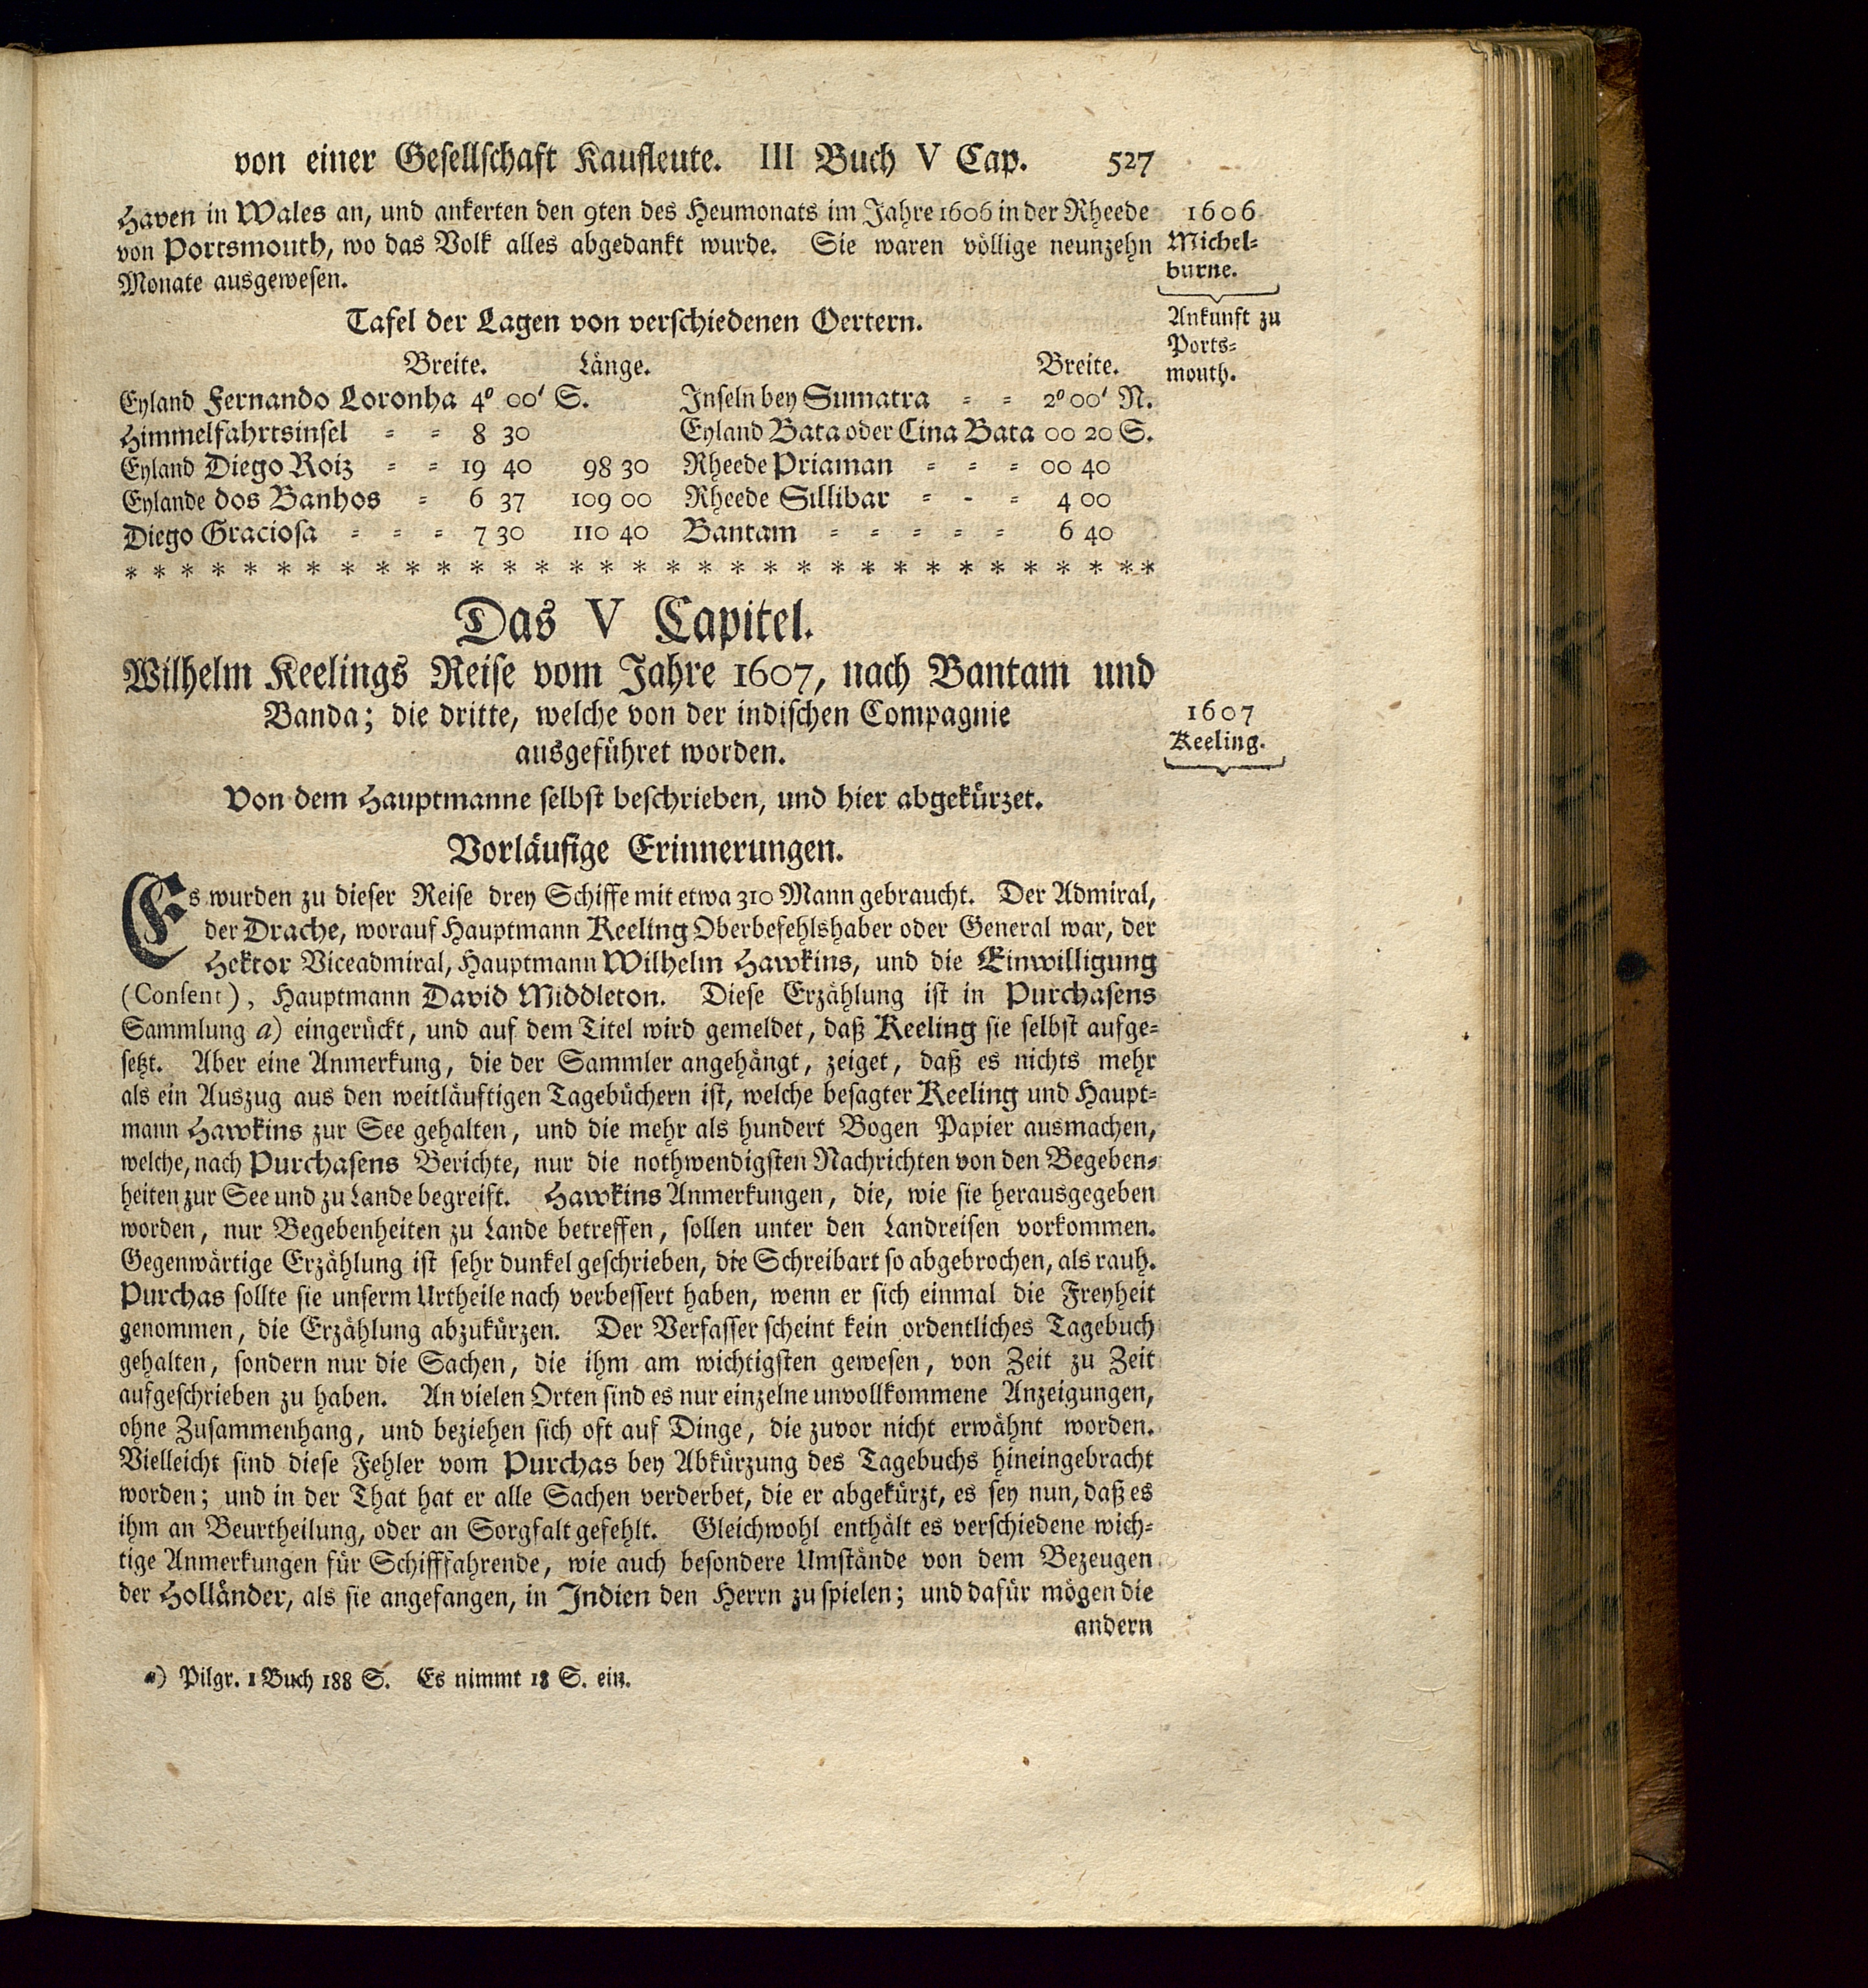 von einer Gesellschaft Kaufleute. III Buch V Cap. 527
Haven in Wales an, und ankerten den 9ten des Heumonats im Jahre 1606 in der Rheede
von Portsmouth, wo das Volk alles abgedankt wurde. Sie waren völlige neunzehn
Monate ausgewesen.
1606
Michel-
burne.
Ankunft zu
Ports-
mouth.
Tafel der Lagen von verschiedenen Oertern.
Breite. Länge. Breite.
Eyland Fernando Loronha 4° 00' S. Inseln bey Sumatra - - 2° 00' N.
Himmelfahrtsinsel - - 8 30 Eyland Bata oder Cina Bata 00 20 S.
Eyland Diego Roiz - - 19 40 98 30 Rheede Priaman - - - 00 40
Eylande dos Banhos - 6 37 109 00 Rheede Sillibar - - - 4 00
Diego Graciosa - - - 7 30 110 40 Bantam - - - - - 6 40
* * * * * * * * * * * * * * * * * * * * * * * * * * * * * * * * *
Das V Capitel.
Wilhelm Keelings Reise vom Jahre 1607, nach Bantam und
Banda; die dritte, welche von der indischen Compagnie
ausgeführet worden.
1607
Keeling.
Von dem Hauptmanne selbst beschrieben, und hier abgekürzet.
Vorläufige Erinnerungen.
Es wurden zu dieser Reise drey Schiffe mit etwa 310 Mann gebraucht. Der Admiral,
der Drache, worauf Hauptmann Keeling Oberbefehlshaber oder General war, der
Hektor Viceadmiral, Hauptmann Wilhelm Hawkins, und die Einwilligung
(Consent), Hauptmann David Middleton. Diese Erzählung ist in Purchasens
Sammlung a) eingerückt, und auf dem Titel wird gemeldet, daß Keeling sie selbst aufge-
setzt. Aber eine Anmerkung, die der Sammler angehängt, zeiget, daß es nichts mehr
als ein Auszug aus den weitläuftigen Tagebüchern ist, welche besagter Keeling und Haupt-
mann Hawkins zur See gehalten, und die mehr als hundert Bogen Papier ausmachen,
welche, nach Purchasens Berichte, nur die nothwendigsten Nachrichten von den Begeben-
heiten zur See und zu Lande begreift. Hawkins Anmerkungen, die, wie sie herausgegeben
worden, nur Begebenheiten zu Lande betreffen, sollen unter den Landreisen vorkommen.
Gegenwärtige Erzählung ist sehr dunkel geschrieben, die Schreibart so abgebrochen, als rauh.
Purchas sollte sie unserm Urtheile nach verbessert haben, wenn er sich einmal die Freyheit
genommen, die Erzählung abzukürzen. Der Verfasser scheint kein ordentliches Tagebuch
gehalten, sondern nur die Sachen, die ihm am wichtigsten gewesen, von Zeit zu Zeit
aufgeschrieben zu haben. An vielen Orten sind es nur einzelne unvollkommene Anzeigungen,
ohne Zusammenhang, und beziehen sich oft auf Dinge, die zuvor nicht erwähnt worden.
Vielleicht sind diese Fehler vom Purchas bey Abkürzung des Tagebuchs hineingebracht
worden; und in der That hat er alle Sachen verderbet, die er abgekürzt, es sey nun, daß es
ihm an Beurtheilung, oder an Sorgfalt gefehlt. Gleichwohl enthält es verschiedene wich-
tige Anmerkungen für Schifffahrende, wie auch besondere Umstände von dem Bezeugen
der Holländer, als sie angefangen, in Indien den Herrn zu spielen; und dafür mögen die
andern
a) Pilgr. 1 Buch 188 S. Es nimmt 18 S. ein.